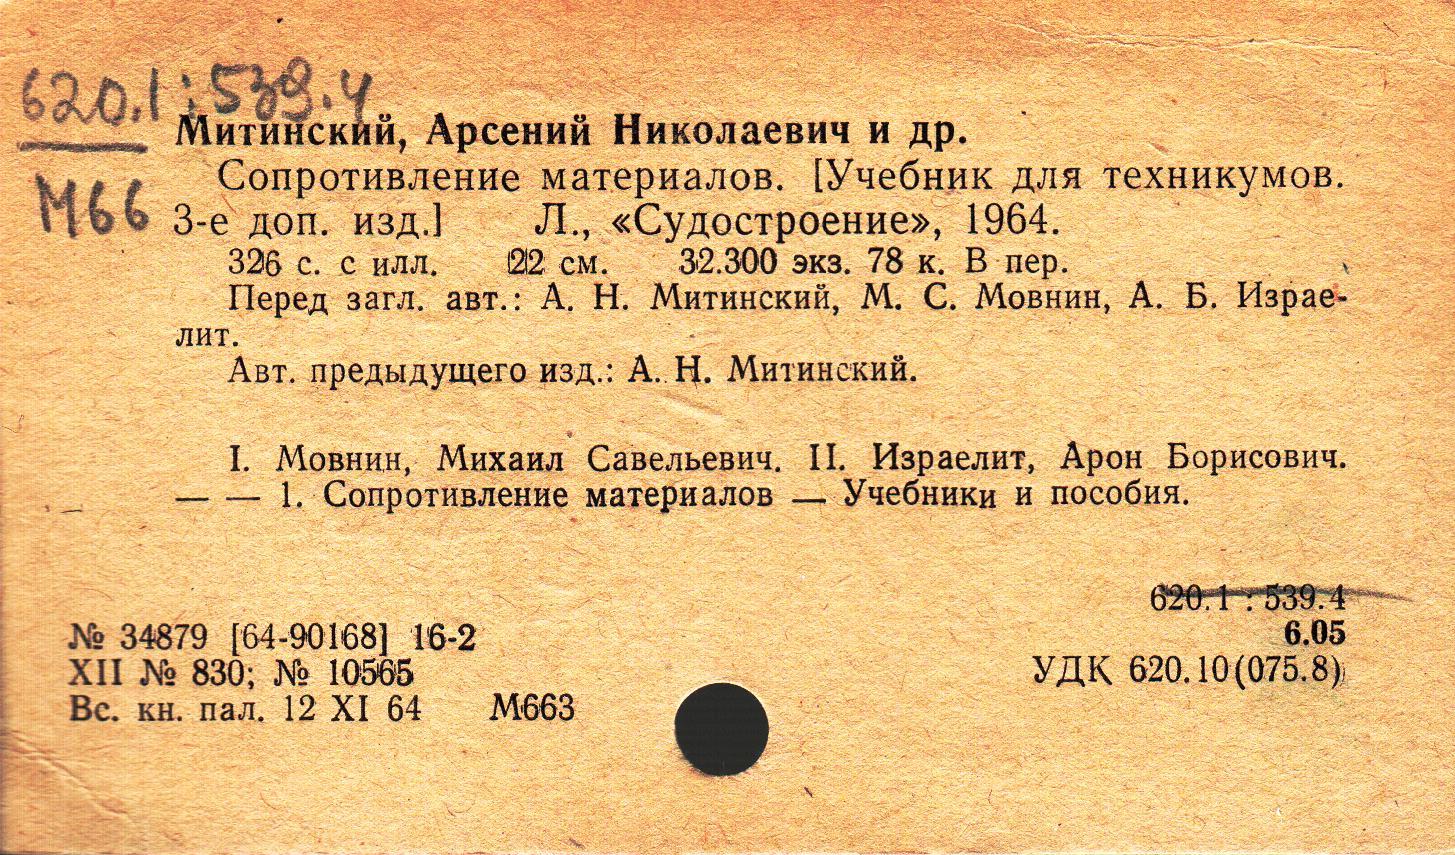 620.1:539.4
М66
Митинский, Арсений Николаевич и др.
Сопротивление материалов. [Учебник для техникумов.
3-е доп. изд.] Л., «Судостроение», 1964.
326 с. с илл. 22 см. 32.300 экз. 78 к. В пер.
Перед загл. авт.: А. Н. Митинский, М. С. Мовнин, А. Б. Израе-
лит.
Авт. предыдущего изд.: А. Н. Митинский.
I. Мовнин, Михаил Савельевич. II. Израелит, Арон Борисович.
— — 1. Сопротивление материалов — Учебники и пособия.
620.1 : 539.4
6.05
УДК 620.10(075.8)
№ 34879 [64-90168] 16-2
XII № 830; № 10565
Вс. кн. пал. 12 XI 64 М663